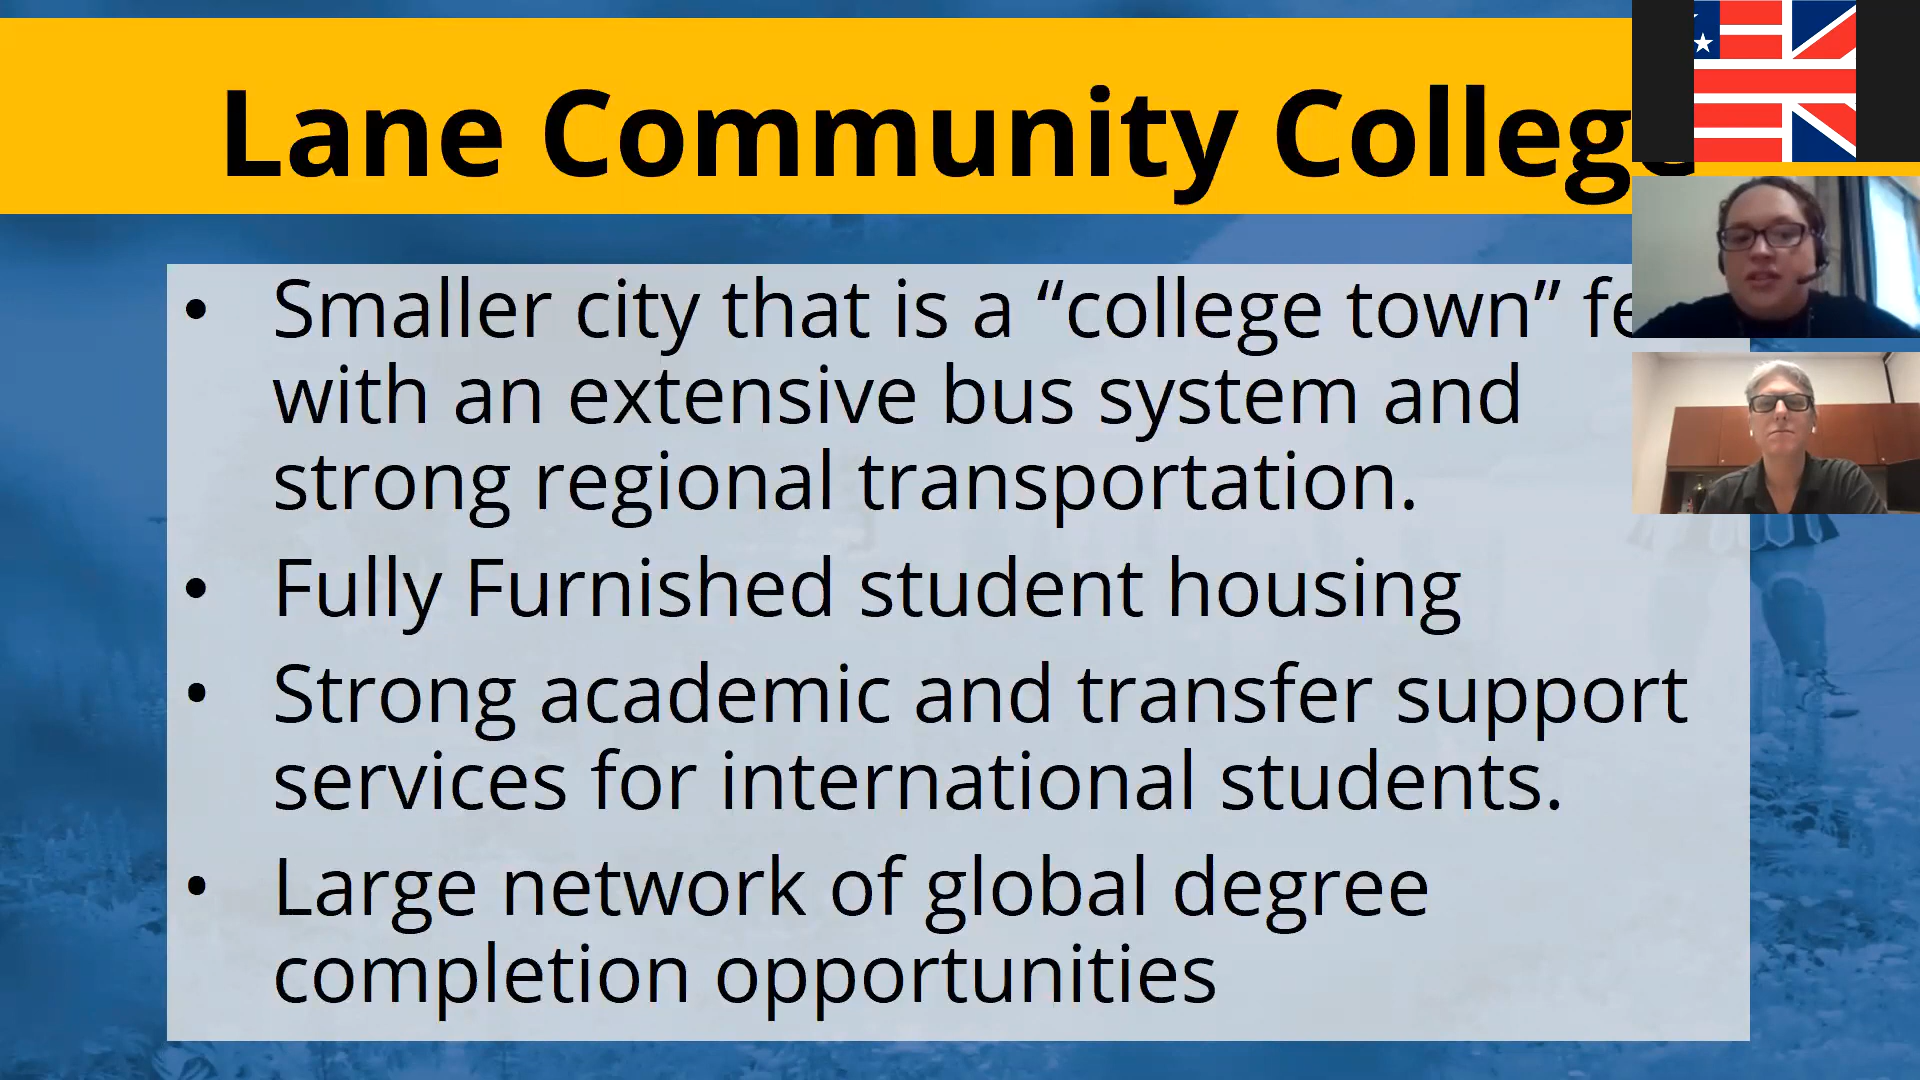 Lane Community College
• Smaller city that is a “college town”
with an extensive bus system and
strong regional transportation.
• Fully Furnished student housing
• Strong academic and transfer support
services for international students.
• Large network of global degree
completion opportunities